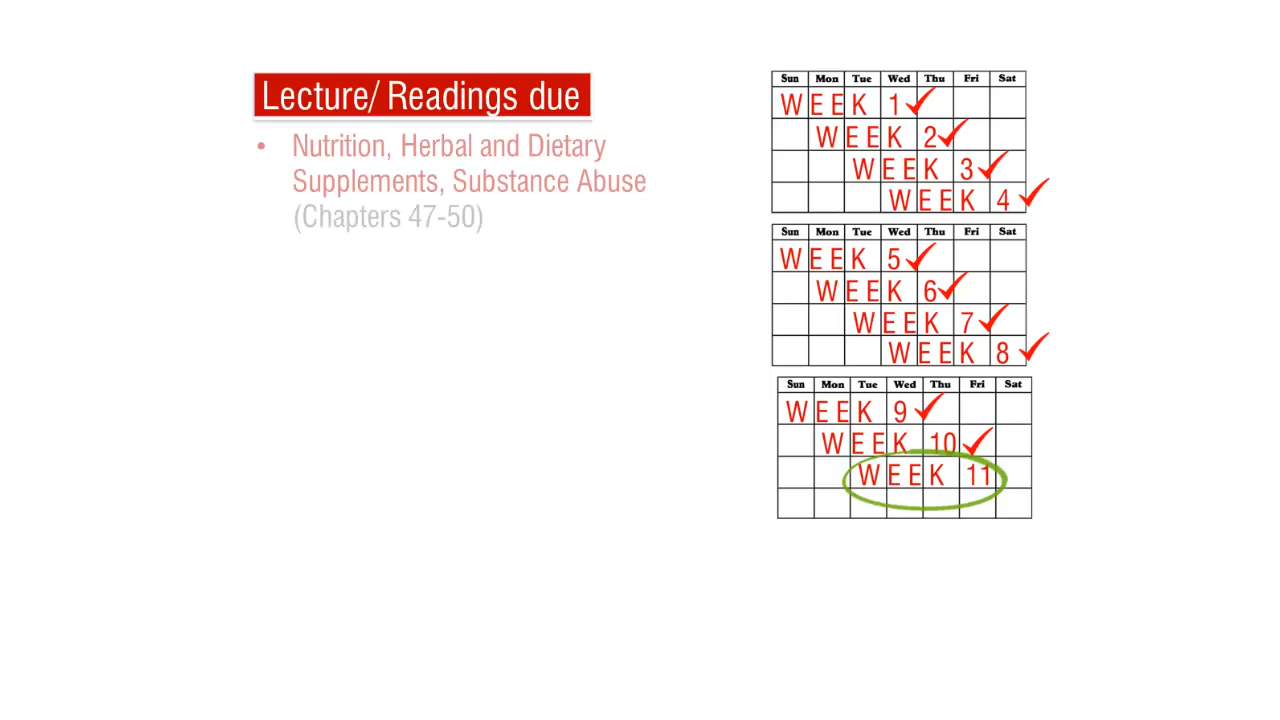 Lecture/ Readings due
• Nutrition, Herbal and Dietary
Supplements, Substance Abuse
(Chapters 47-50)
Sun Mon Tue Wed Thu Fri Sat
WEEK 1
WEEK 2
WEEK 3
WEEK 4
Sun Mon Tue Wed Thu Fri Sat
WEEK 5
WEEK 6
WEEK 7
WEEK 8
Sun Mon Tue Wed Thu Fri Sat
WEEK 9
WEEK 10
WEEK 11